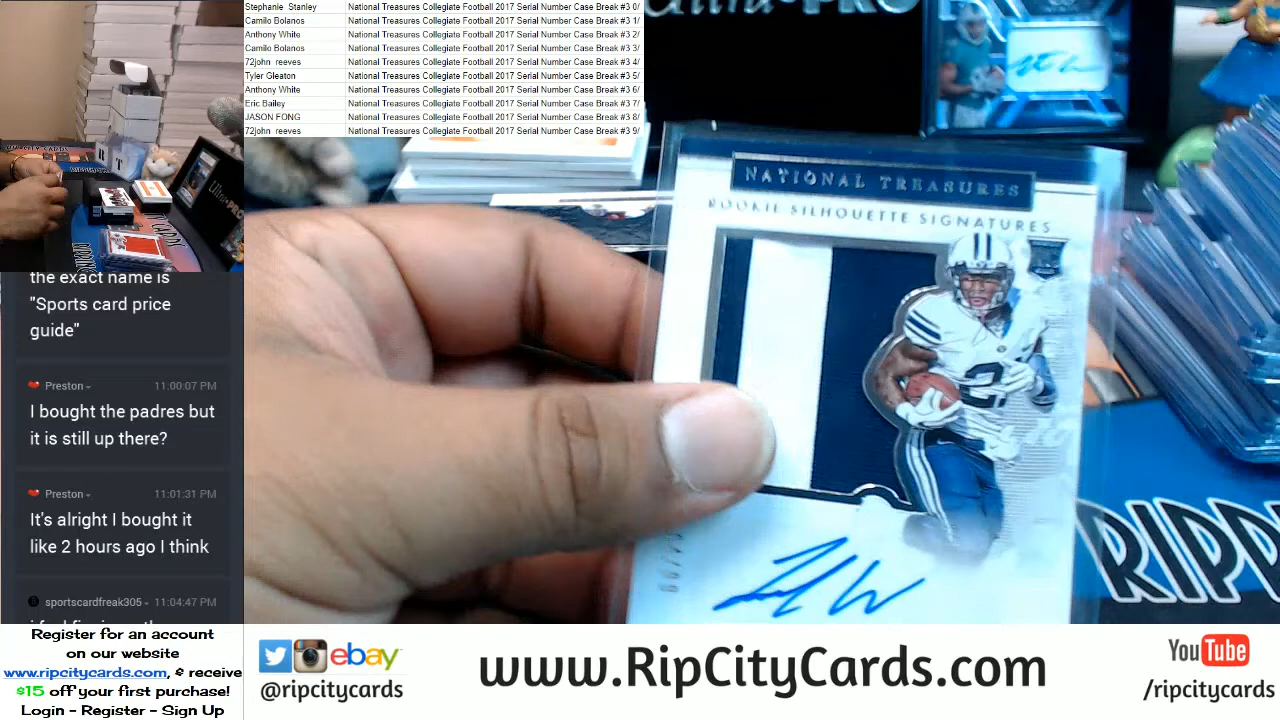 Stephanie Stanley National Treasures Collegiate Football 2017 Serial Number Case Break #3 0/
Camilo Bolanos National Treasures Collegiate Football 2017 Serial Number Case Break #3 1/
Anthony White National Treasures Collegiate Football 2017 Serial Number Case Break #3 2/
Camilo Bolanos National Treasures Collegiate Football 2017 Serial Number Case Break #3 3/
72john reeves National Treasures Collegiate Football 2017 Serial Number Case Break #3 4/
Tyler Gleaton National Treasures Collegiate Football 2017 Serial Number Case Break #3 5/
Anthony White National Treasures Collegiate Football 2017 Serial Number Case Break #3 6/
Eric Bailey National Treasures Collegiate Football 2017 Serial Number Case Break #3 7/
JASON FONG National Treasures Collegiate Football 2017 Serial Number Case Break #3 8/
72john reeves National Treasures Collegiate Football 2017 Serial Number Case Break #3 9/
Ultra-PRO
NATIONAL TREASURES
ROOKIE SILHOUETTE SIGNATURES
2
RIPPI
the exact name is
"Sports card price
guide"
Preston 11:00:07 PM
I bought the padres but
it is still up there?
Preston 11:01:31 PM
It's alright I bought it
like 2 hours ago I think
sportscardfreak305 11:04:47 PM
Register for an account
on our website
www.ripcitycards.com, & receive
$15 off your first purchase!
Login - Register - Sign Up
ebay
@ripcitycards
www.RipCityCards.com
YouTube
/ripcitycards